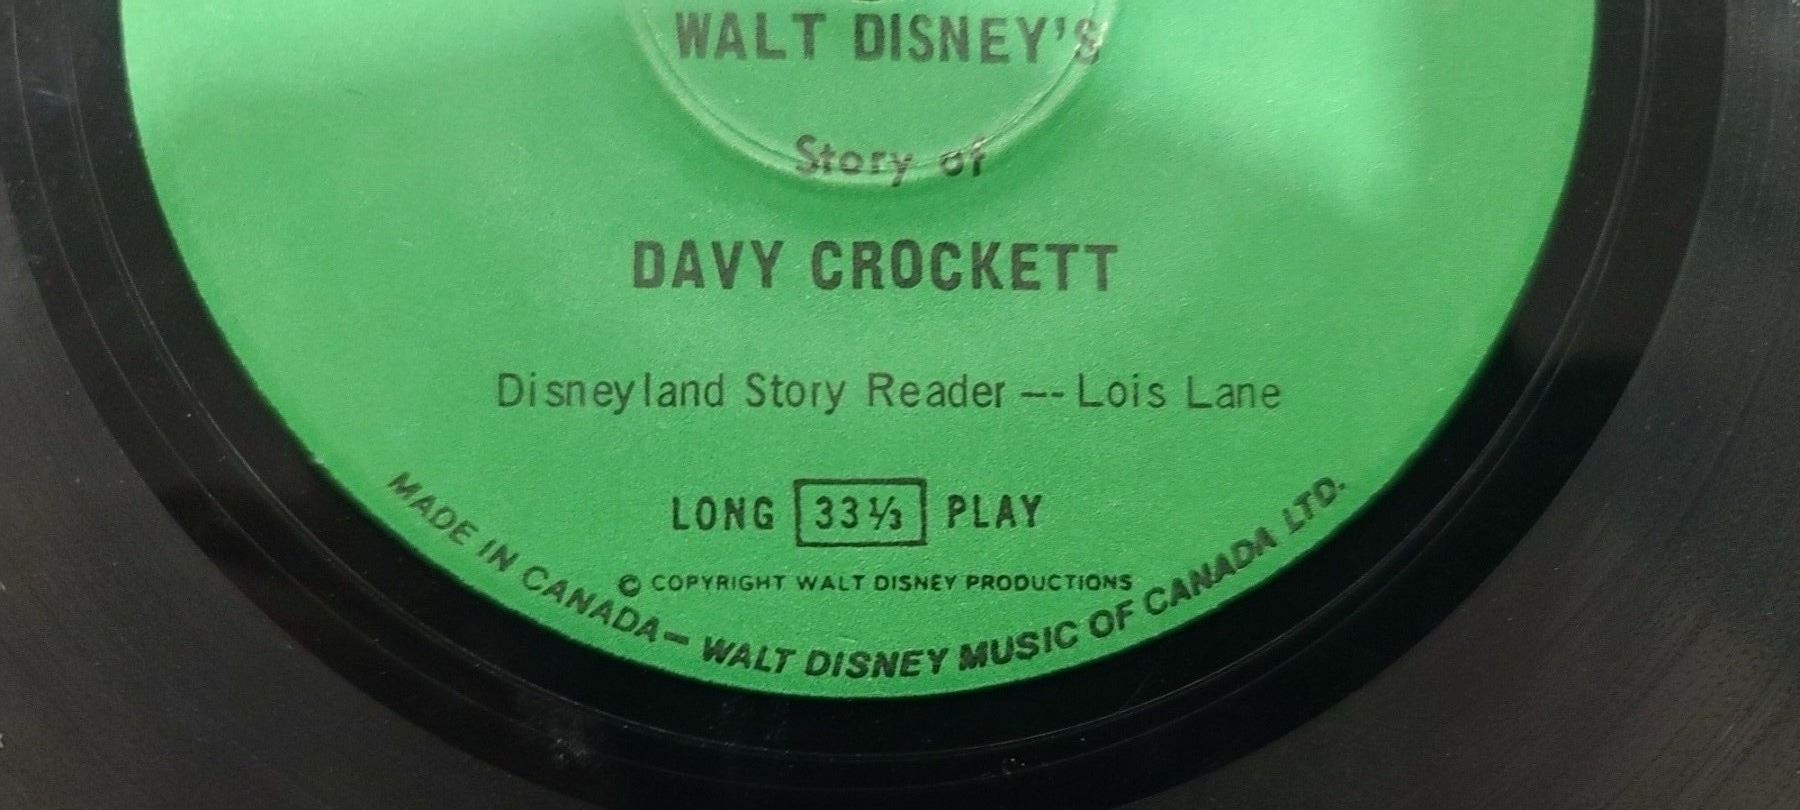 WALT DISNEY'S
Story of
DAVY CROCKETT
Disneyland Story Reader –-- Lois Lane
LONG 33⅓ PLAY
© COPYRIGHT WALT DISNEY PRODUCTIONS
MADE IN CANADA– WALT DISNEY MUSIC OF CANADA LTD.